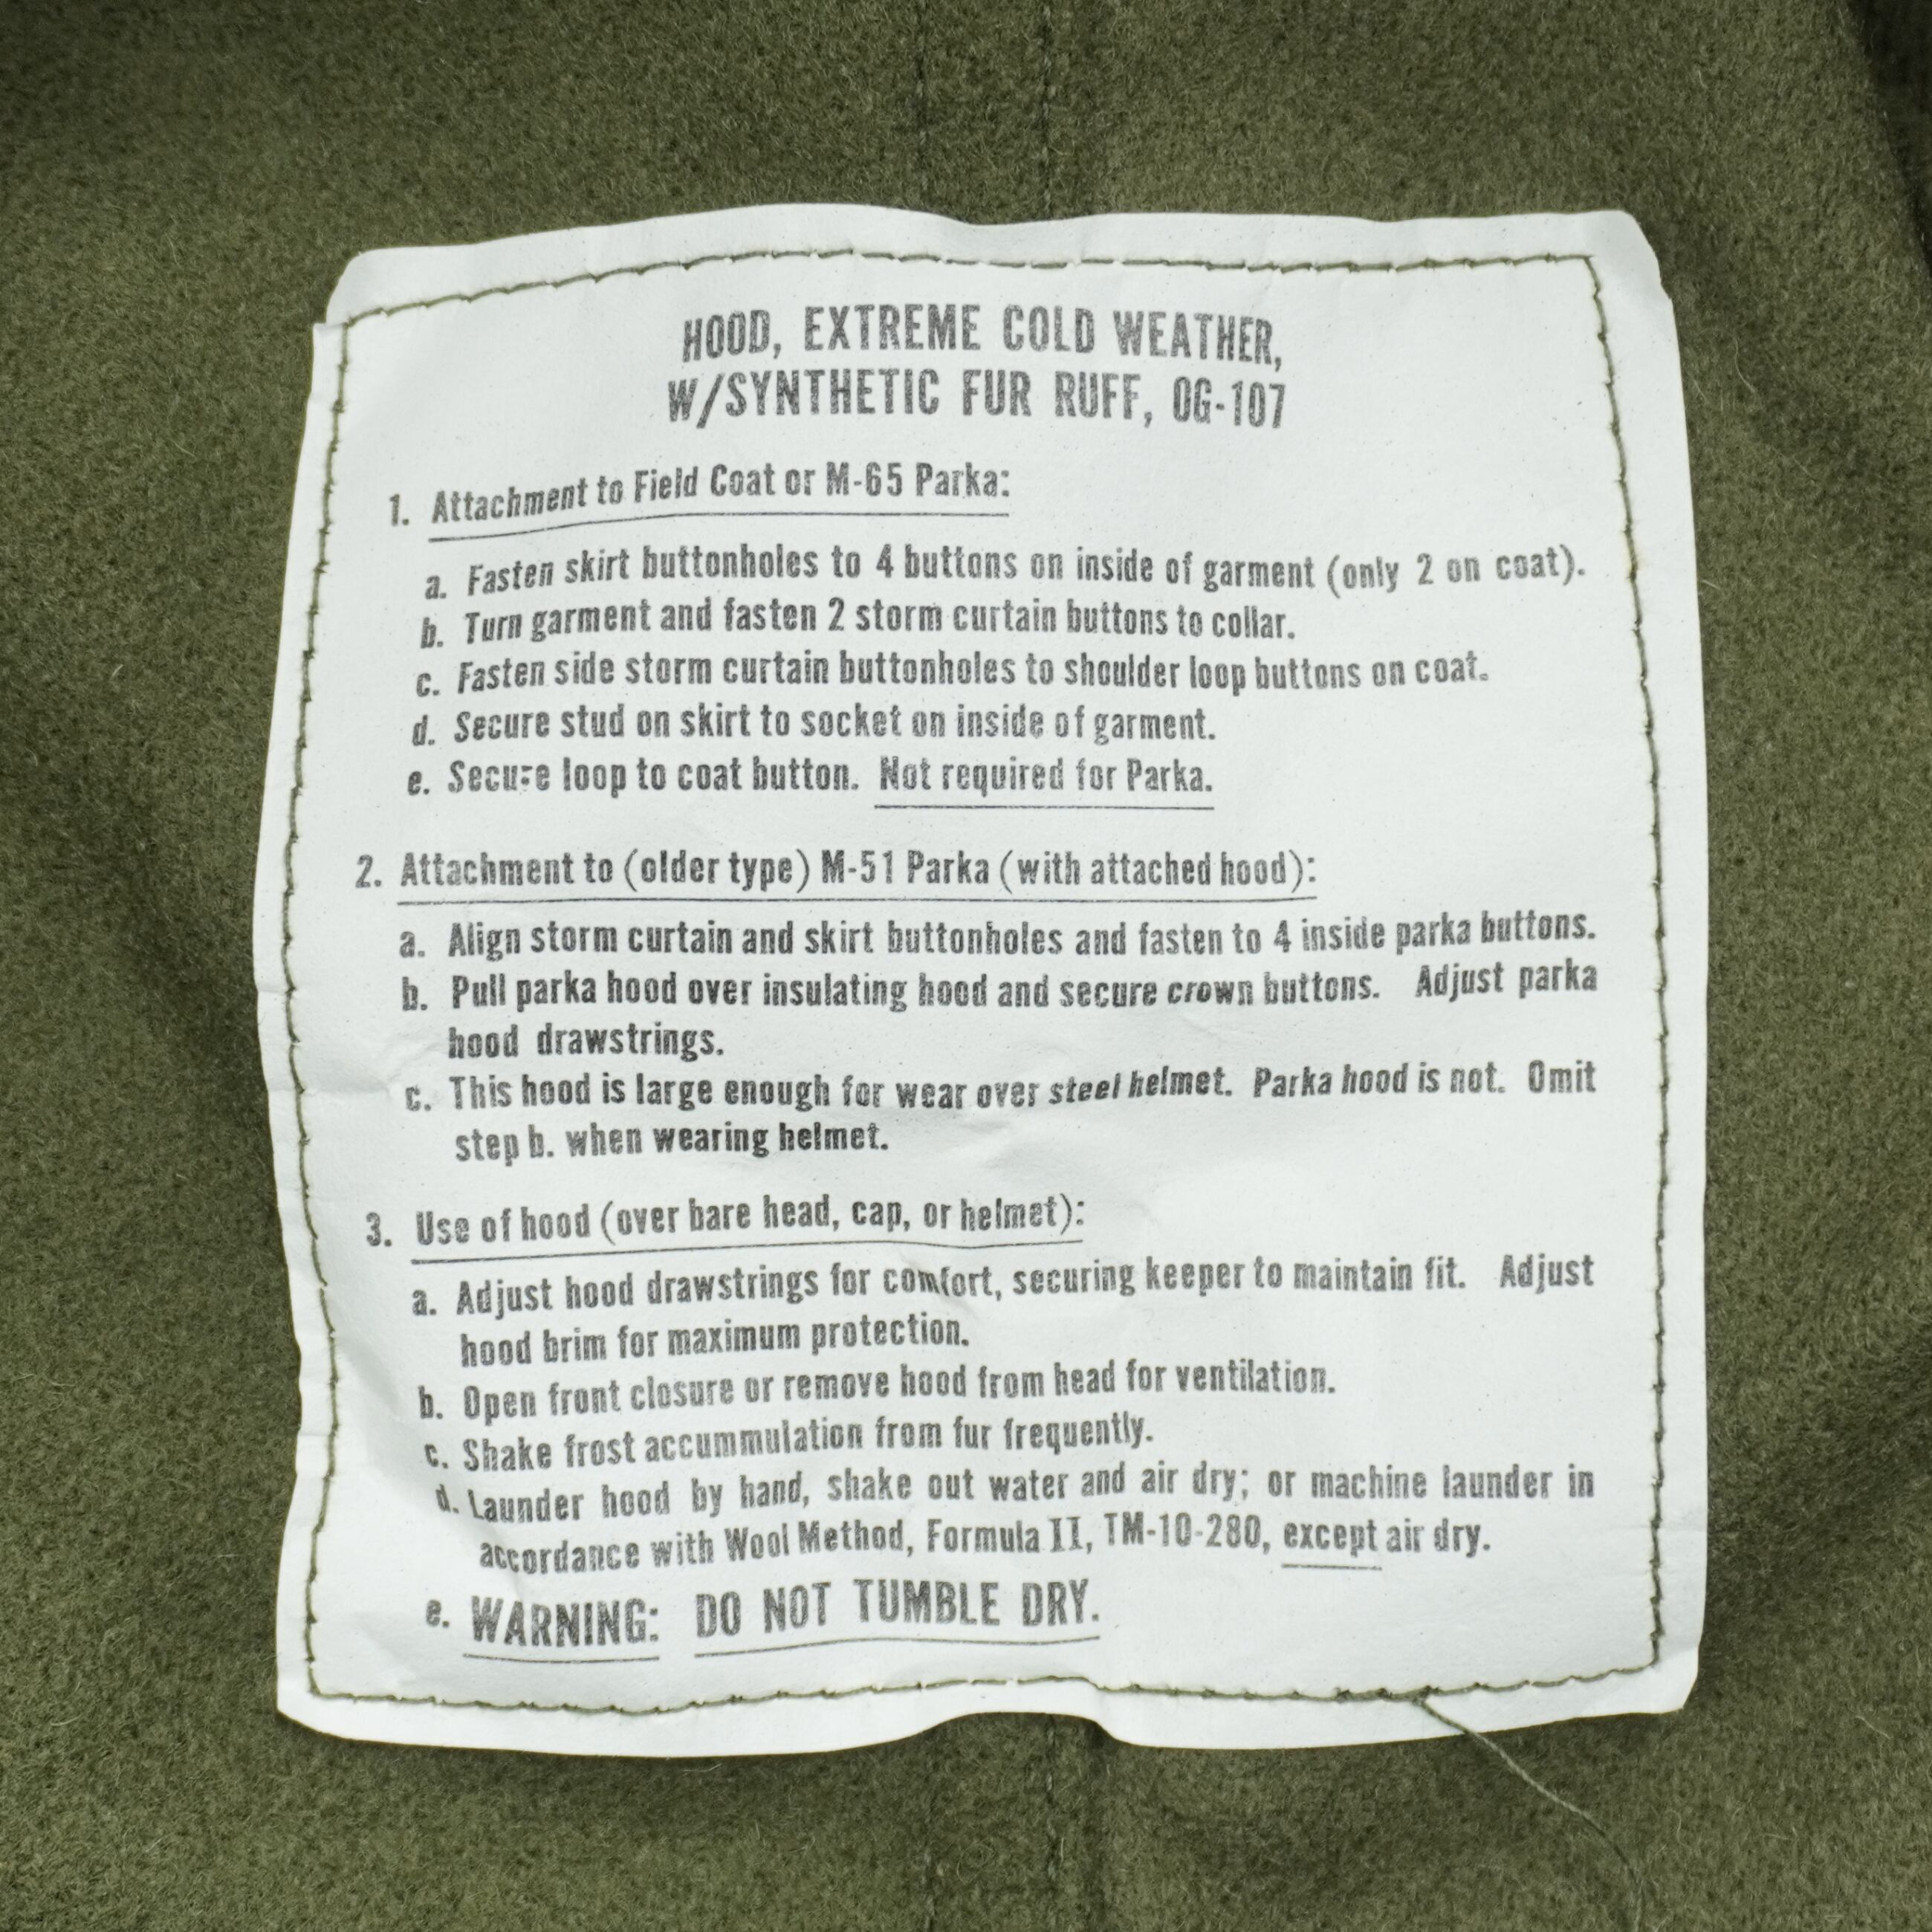 HOOD, EXTREME COLD WEATHER,
W/SYNTHETIC FUR RUFF, OG-107
1. Attachment to Field Coat or M-65 Parka:
a. Fasten skirt buttonholes to 4 buttons on inside of garment (only 2 on coat).
b. Turn garment and fasten 2 storm curtain buttons to collar.
c. Fasten side storm curtain buttonholes to shoulder loop buttons on coat.
d. Secure stud on skirt to socket on inside of garment.
e. Secure loop to coat button. Not required for Parka.
2. Attachment to (older type) M-51 Parka (with attached hood):
a. Align storm curtain and skirt buttonholes and fasten to 4 inside parka buttons.
b. Pull parka hood over insulating hood and secure crown buttons. Adjust parka
hood drawstrings.
c. This hood is large enough for wear over steel helmet. Parka hood is not. Omit
step b. when wearing helmet.
3. Use of hood (over bare head, cap, or helmet):
a. Adjust hood drawstrings for comfort, securing keeper to maintain fit. Adjust
hood brim for maximum protection.
b. Open front closure or remove hood from head for ventilation.
c. Shake frost accummulation from fur frequently.
d. Launder hood by hand, shake out water and air dry; or machine launder in
accordance with Wool Method, Formula II, TM-10-280, except air dry.
e. WARNING: DO NOT TUMBLE DRY.